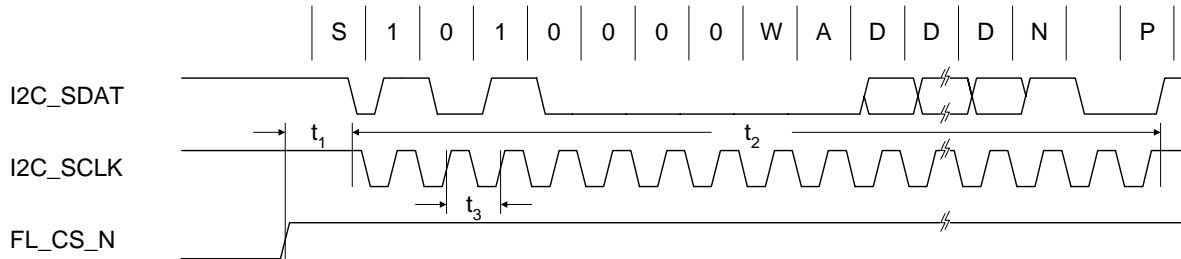 S 1 0 1 0 0 0 0 W A D D D N P
I2C_SDAT
t1 t2
I2C_SCLK
t3
FL_CS_N